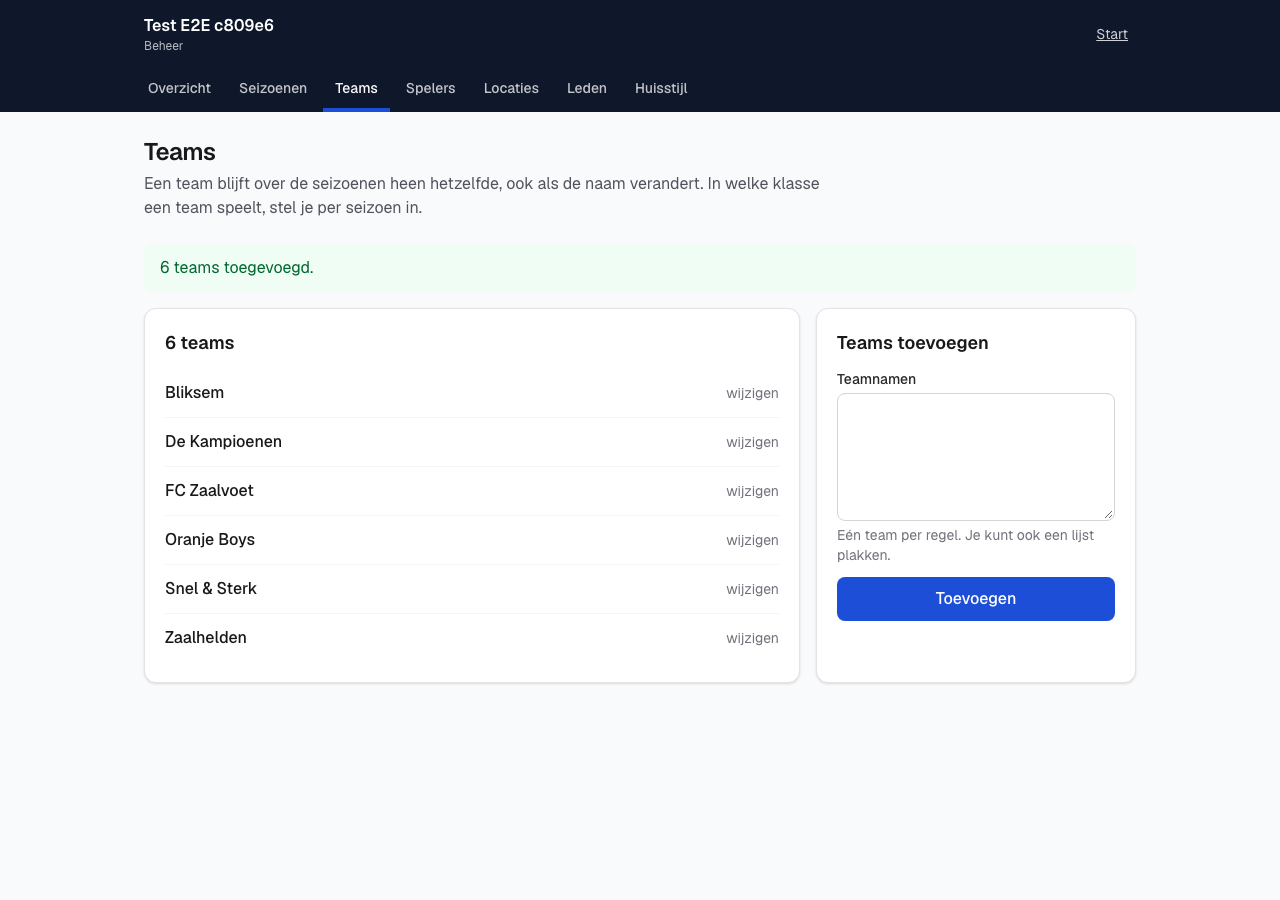 Test E2E c809e6
Beheer
Start
Overzicht Seizoenen Teams Spelers Locaties Leden Huisstijl
Teams
Een team blijft over de seizoenen heen hetzelfde, ook als de naam verandert. In welke klasse
een team speelt, stel je per seizoen in.
6 teams toegevoegd.
6 teams
Bliksem wijzigen
De Kampioenen wijzigen
FC Zaalvoet wijzigen
Oranje Boys wijzigen
Snel & Sterk wijzigen
Zaalhelden wijzigen
Teams toevoegen
Teamnamen
Eén team per regel. Je kunt ook een lijst
plakken.
Toevoegen